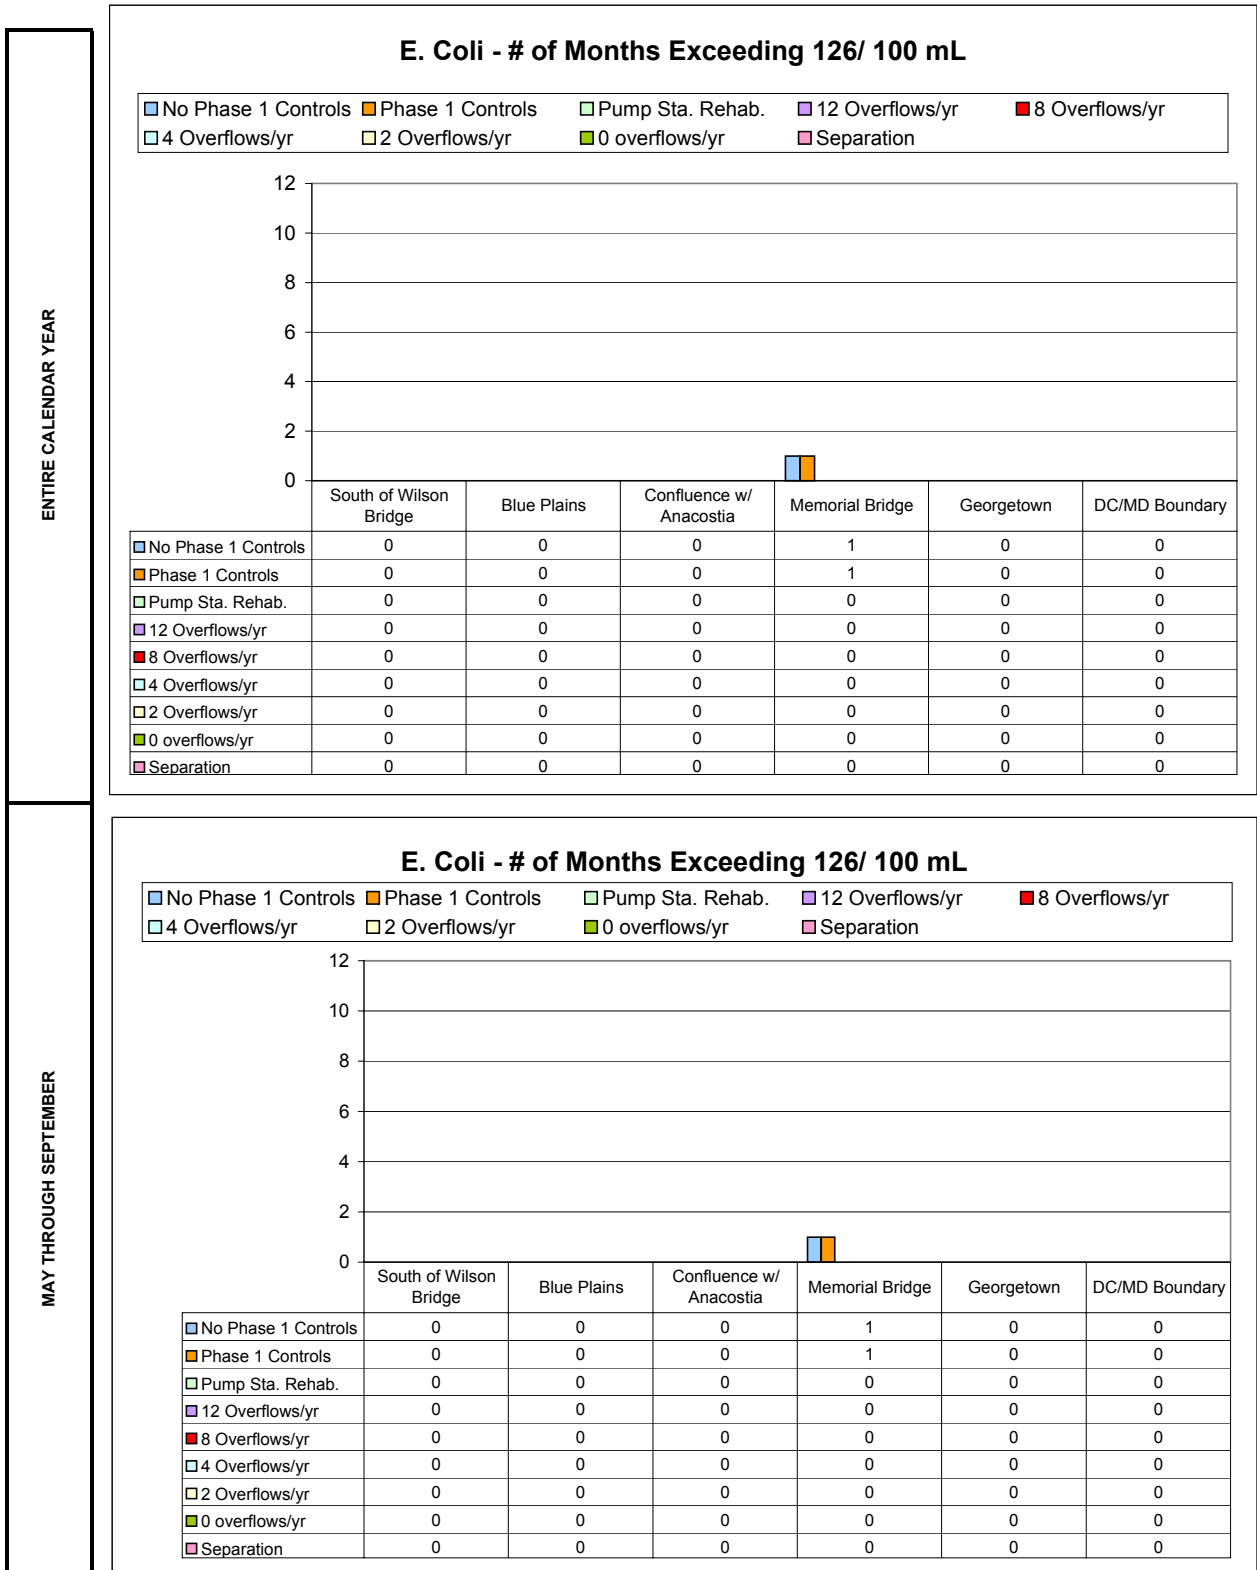 ENTIRE CALENDAR YEAR
E. Coli - # of Months Exceeding 126/ 100 mL
No Phase 1 Controls Phase 1 Controls Pump Sta. Rehab. 12 Overflows/yr 8 Overflows/yr
4 Overflows/yr 2 Overflows/yr 0 overflows/yr Separation
12
10
8
6
4
2
0
South of Wilson Bridge Blue Plains Confluence w/ Anacostia Memorial Bridge Georgetown DC/MD Boundary
No Phase 1 Controls 0 0 0 1 0 0
Phase 1 Controls 0 0 0 1 0 0
Pump Sta. Rehab. 0 0 0 0 0 0
12 Overflows/yr 0 0 0 0 0 0
8 Overflows/yr 0 0 0 0 0 0
4 Overflows/yr 0 0 0 0 0 0
2 Overflows/yr 0 0 0 0 0 0
0 overflows/yr 0 0 0 0 0 0
Separation 0 0 0 0 0 0
MAY THROUGH SEPTEMBER
E. Coli - # of Months Exceeding 126/ 100 mL
No Phase 1 Controls Phase 1 Controls Pump Sta. Rehab. 12 Overflows/yr 8 Overflows/yr
4 Overflows/yr 2 Overflows/yr 0 overflows/yr Separation
12
10
8
6
4
2
0
South of Wilson Bridge Blue Plains Confluence w/ Anacostia Memorial Bridge Georgetown DC/MD Boundary
No Phase 1 Controls 0 0 0 1 0 0
Phase 1 Controls 0 0 0 1 0 0
Pump Sta. Rehab. 0 0 0 0 0 0
12 Overflows/yr 0 0 0 0 0 0
8 Overflows/yr 0 0 0 0 0 0
4 Overflows/yr 0 0 0 0 0 0
2 Overflows/yr 0 0 0 0 0 0
0 overflows/yr 0 0 0 0 0 0
Separation 0 0 0 0 0 0